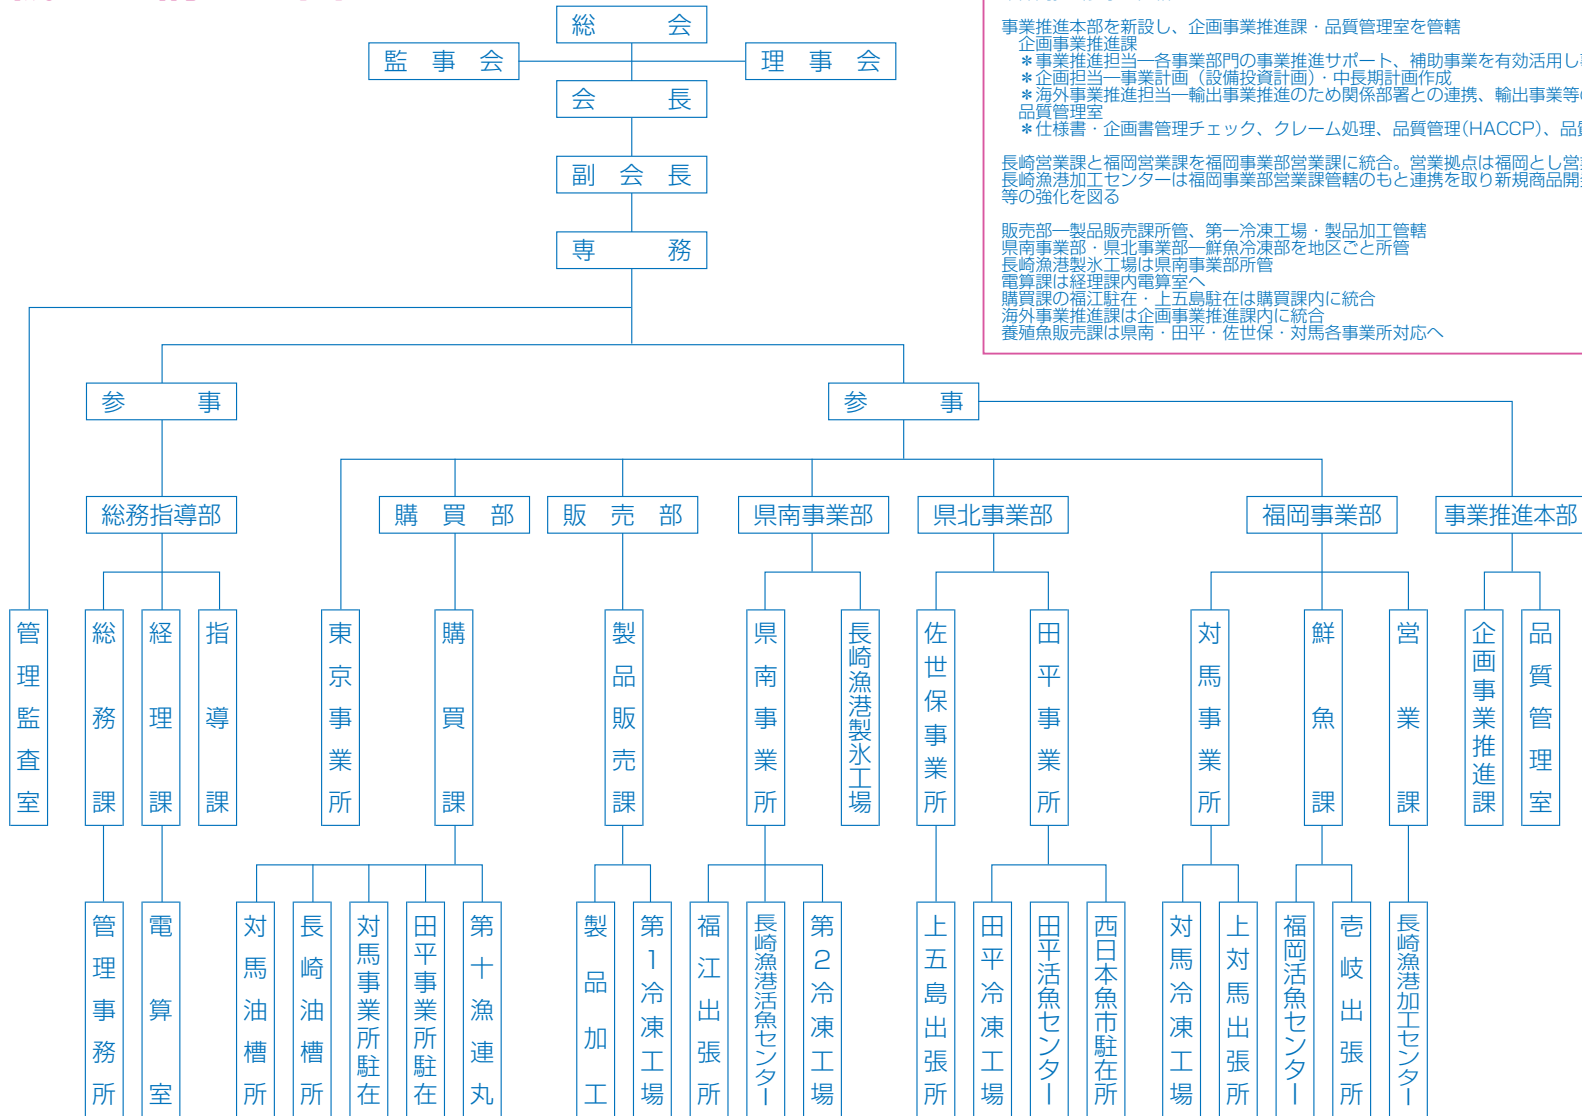 総会
監事会
理事会
会長
副会長
専務
事業推進本部を新設し、企画事業推進課・品質管理室を管轄
企画事業推進課
＊事業推進担当―各事業部門の事業推進サポート、補助事業を有効活用し
＊企画担当―事業計画（設備投資計画）・中長期計画作成
＊海外事業推進担当―輸出事業推進のため関係部署との連携、輸出事業等
品質管理室
＊仕様書・企画書管理チェック、クレーム処理、品質管理(HACCP)、品
長崎営業課と福岡営業課を福岡事業部営業課に統合。営業拠点は福岡とし営
長崎漁港加工センターは福岡事業部営業課管轄のもと連携を取り新規商品開
等の強化を図る
販売部―製品販売課所管、第一冷凍工場・製品加工管轄
県南事業部・県北事業部―鮮魚冷凍部を地区ごと所管
長崎漁港製氷工場は県南事業部所管
電算課は経理課内電算室へ
購買課の福江駐在・上五島駐在は購買課内に統合
海外事業推進課は企画事業推進課内に統合
養殖魚販売課は県南・田平・佐世保・対馬各事業所対応へ
参事
参事
総務指導部
購買部
販売部
県南事業部
県北事業部
福岡事業部
事業推進本部
管理監査室
総務課
経理課
指導課
東京事業所
購買課
製品販売課
県南事業所
長崎漁港製氷工場
佐世保事業所
田平事業所
対馬事業所
鮮魚課
営業課
企画事業推進課
品質管理室
管理事務所
電算室
対馬油槽所
長崎油槽所
対馬事業所駐在
田平事業所駐在
第十漁連丸
製品加工
第1冷凍工場
福江出張所
長崎漁港活魚センター
第2冷凍工場
上五島出張所
田平冷凍工場
田平活魚センター
西日本魚市駐在所
対馬冷凍工場
上対馬出張所
福岡活魚センター
壱岐出張所
長崎漁港加工センター